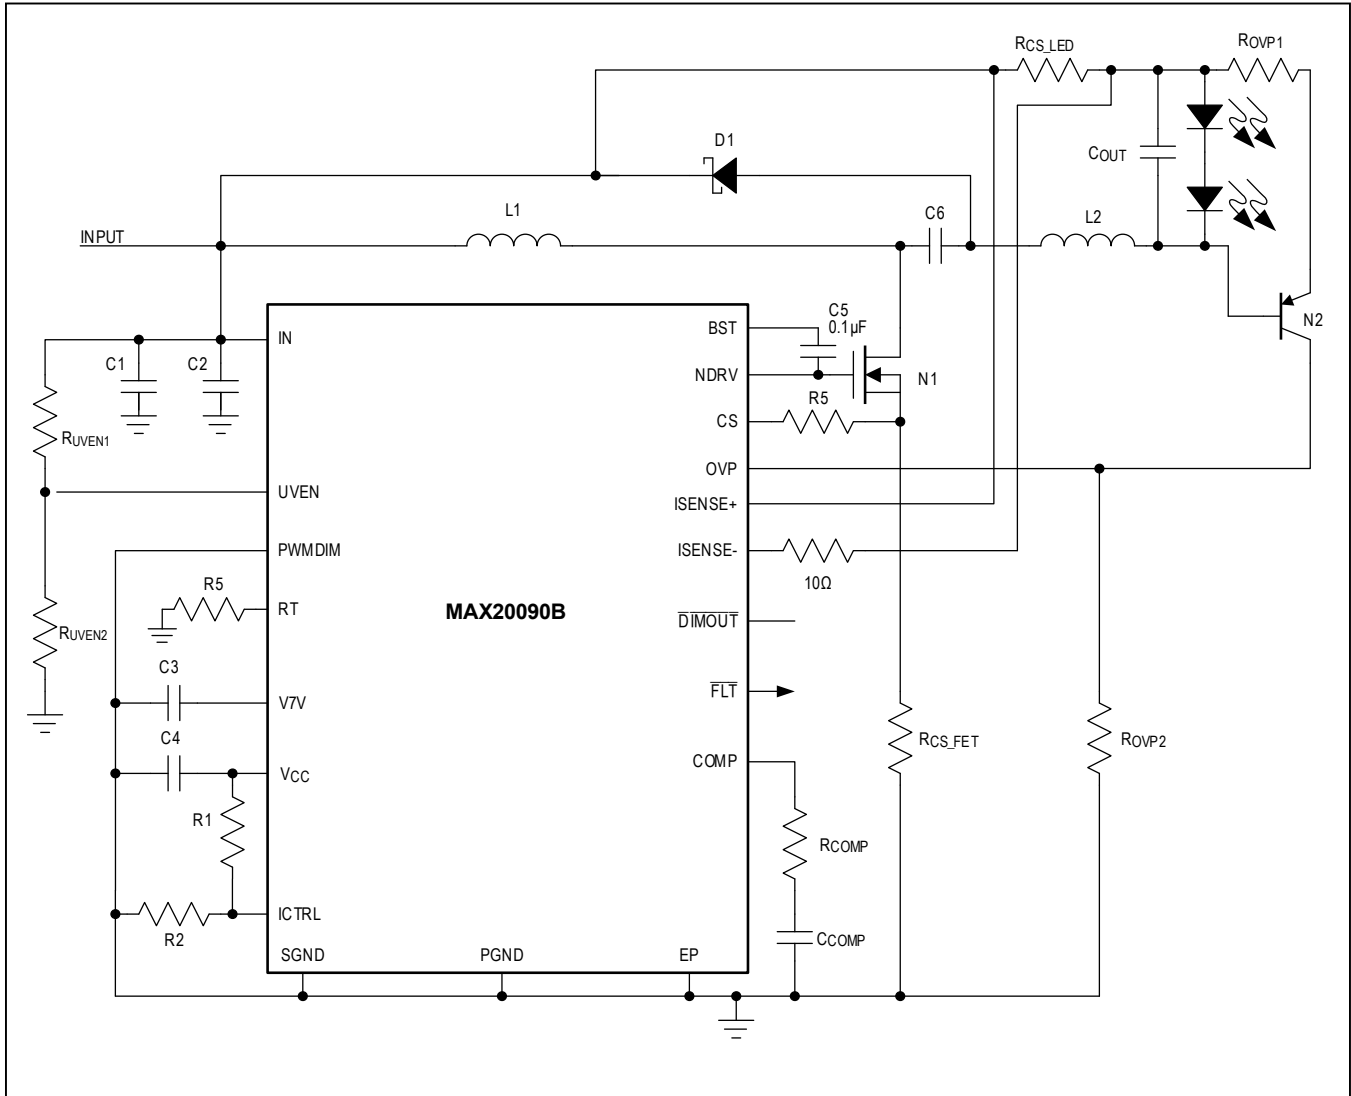 RCS_LED
ROVP1
D1
COUT
L1
C6
L2
INPUT
N2
C5
0.1µF
IN
BST
C1
C2
NDRV
N1
R5
CS
RUVEN1
OVP
UVEN
ISENSE+
PWMDIM
ISENSE-
10Ω
R5
RT
MAX20090B
DIMOUT
RUVEN2
C3
V7V
FLT
C4
RCS_FET
ROVP2
VCC
COMP
R1
RCOMP
ICTRL
R2
CCOMP
SGND
PGND
EP